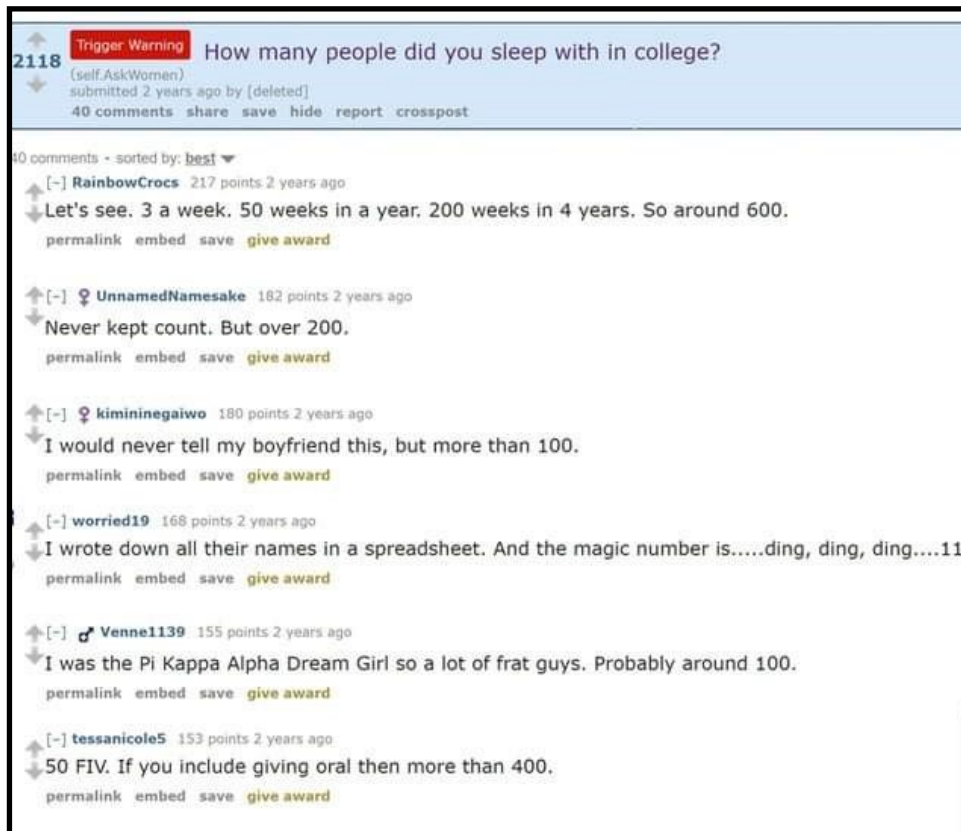 Trigger Warning How many people did you sleep with in college?
2118
(self.AskWomen)
submitted 2 years ago by [deleted]
40 comments share save hide report crosspost
40 comments • sorted by: best
[-] RainbowCrocs 217 points 2 years ago
Let's see. 3 a week. 50 weeks in a year. 200 weeks in 4 years. So around 600.
permalink embed save give award
[-] ♀ UnnamedNamesake 182 points 2 years ago
Never kept count. But over 200.
permalink embed save give award
[-] ♀ kimininegaiwo 180 points 2 years ago
I would never tell my boyfriend this, but more than 100.
permalink embed save give award
[-] worried19 168 points 2 years ago
I wrote down all their names in a spreadsheet. And the magic number is.....ding, ding, ding....11
permalink embed save give award
[-] ♂ Venne1139 155 points 2 years ago
I was the Pi Kappa Alpha Dream Girl so a lot of frat guys. Probably around 100.
permalink embed save give award
[-] tessanicole5 153 points 2 years ago
50 FIV. If you include giving oral then more than 400.
permalink embed save give award